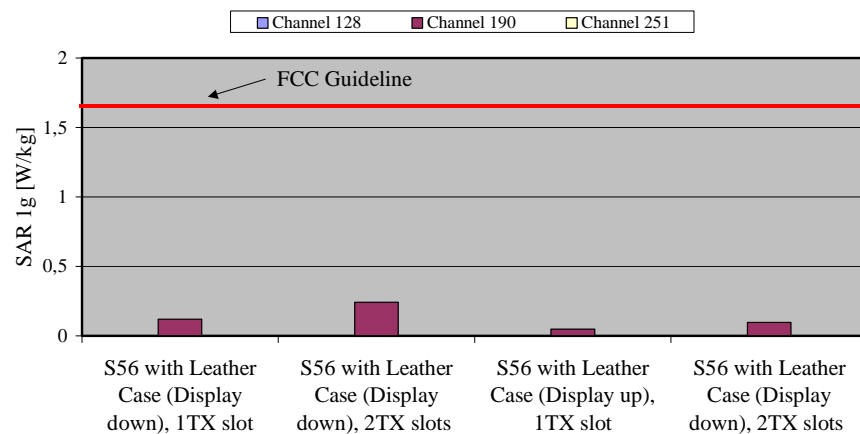 Channel 128 Channel 190 Channel 251
2
FCC Guideline
1,5
1
0,5
0
SAR 1g [W/kg]
S56 with Leather
Case (Display
down), 1TX slot
S56 with Leather
Case (Display
down), 2TX slots
S56 with Leather
Case (Display up),
1TX slot
S56 with Leather
Case (Display
down), 2TX slots